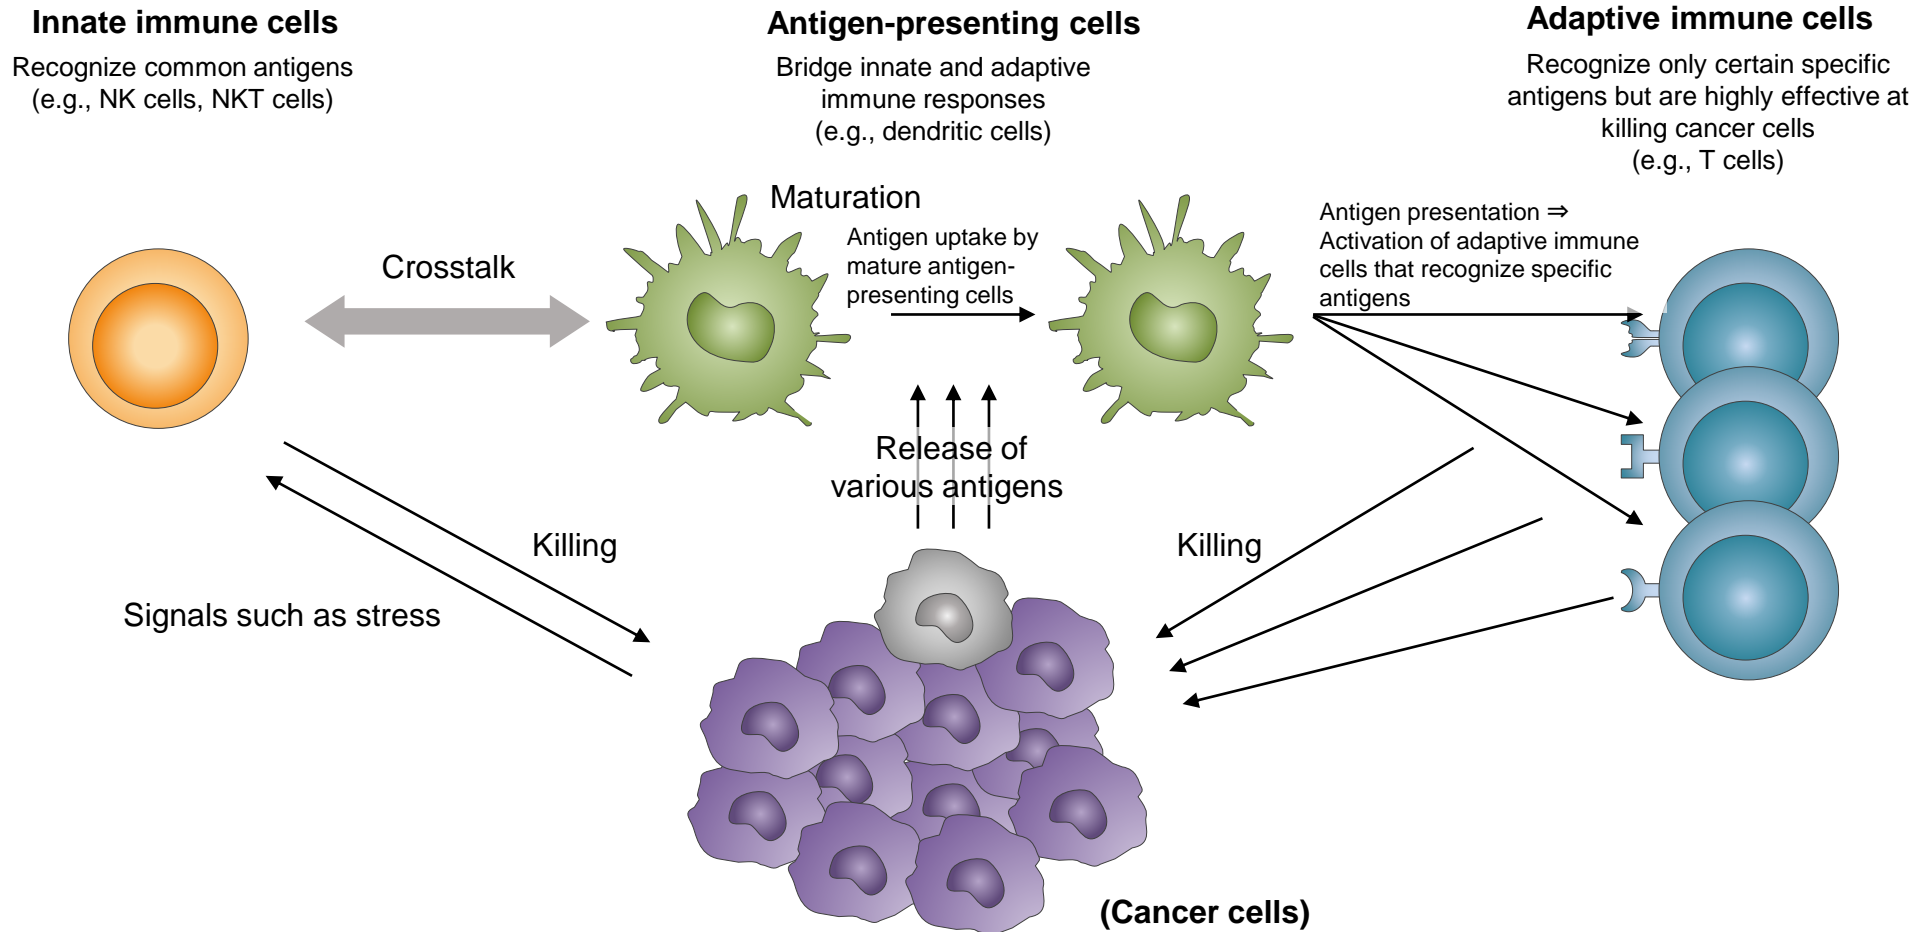 Innate immune cells
Recognize common antigens
(e.g., NK cells, NKT cells)
Antigen-presenting cells
Bridge innate and adaptive
immune responses
(e.g., dendritic cells)
Adaptive immune cells
Recognize only certain specific
antigens but are highly effective at
killing cancer cells
(e.g., T cells)
Crosstalk
Maturation
Antigen uptake by
mature antigen-
presenting cells
Antigen presentation ⇒
Activation of adaptive immune
cells that recognize specific
antigens
Release of
various antigens
Killing
Signals such as stress
Killing
(Cancer cells)